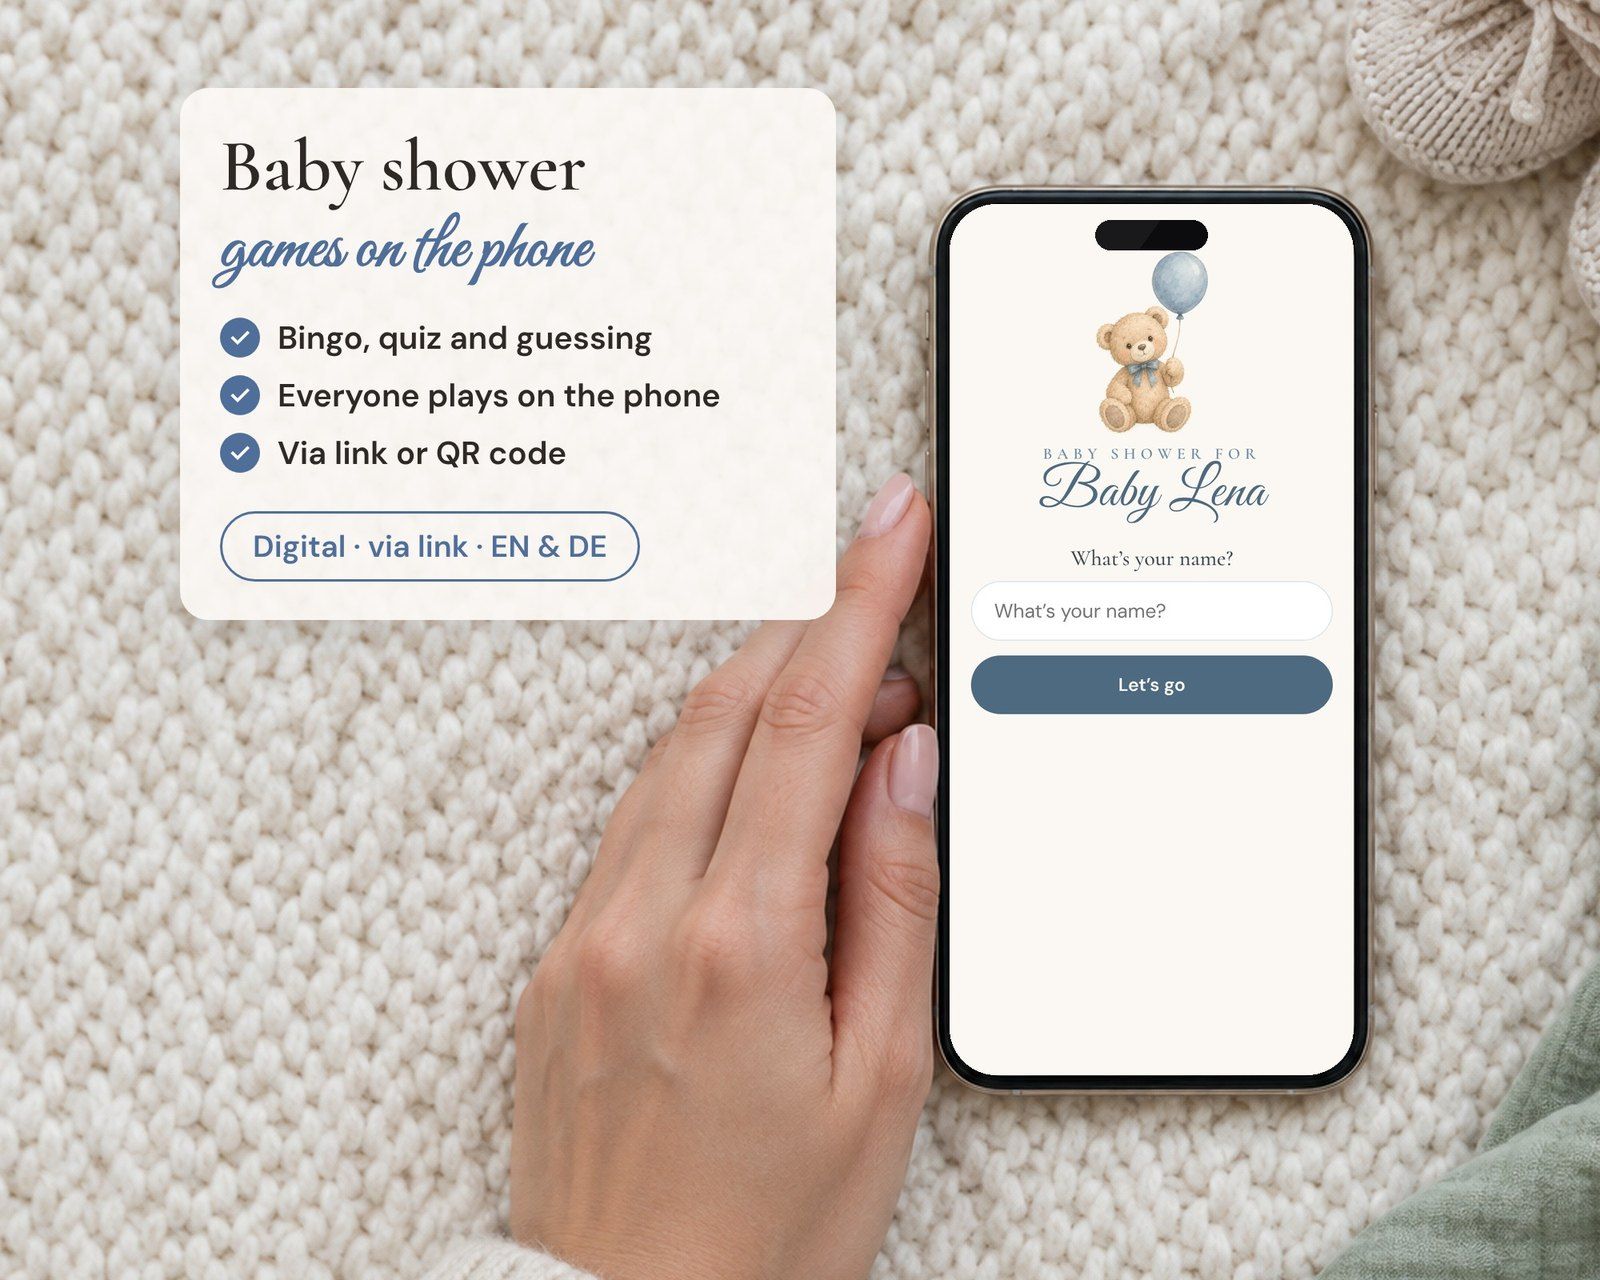 Baby shower
games on the phone
Bingo, quiz and guessing
Everyone plays on the phone
Via link or QR code
Digital · via link · EN & DE
BABY SHOWER FOR
Baby Lena
What's your name?
What's your name?
Let's go